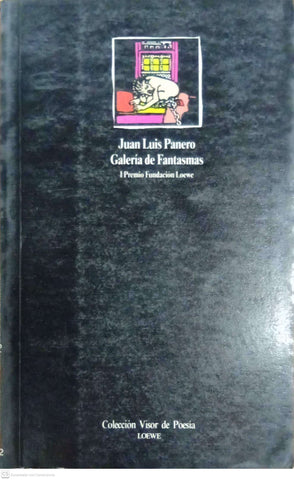 Juan Luis Panero
Galería de Fantasmas
I Premio Fundación Loewe
Colección Visor de Poesía
LOEWE